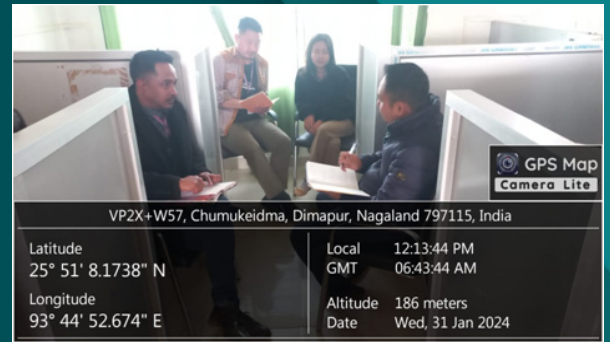 GPS Map
Camera Lite
VP2X+W57, Chumukeidma, Dimapur, Nagaland 797115, India
Latitude
25° 51' 8.1738" N
Longitude
93° 44' 52.674" E
Local 12:13:44 PM
GMT 06:43:44 AM
Altitude 186 meters
Date Wed, 31 Jan 2024